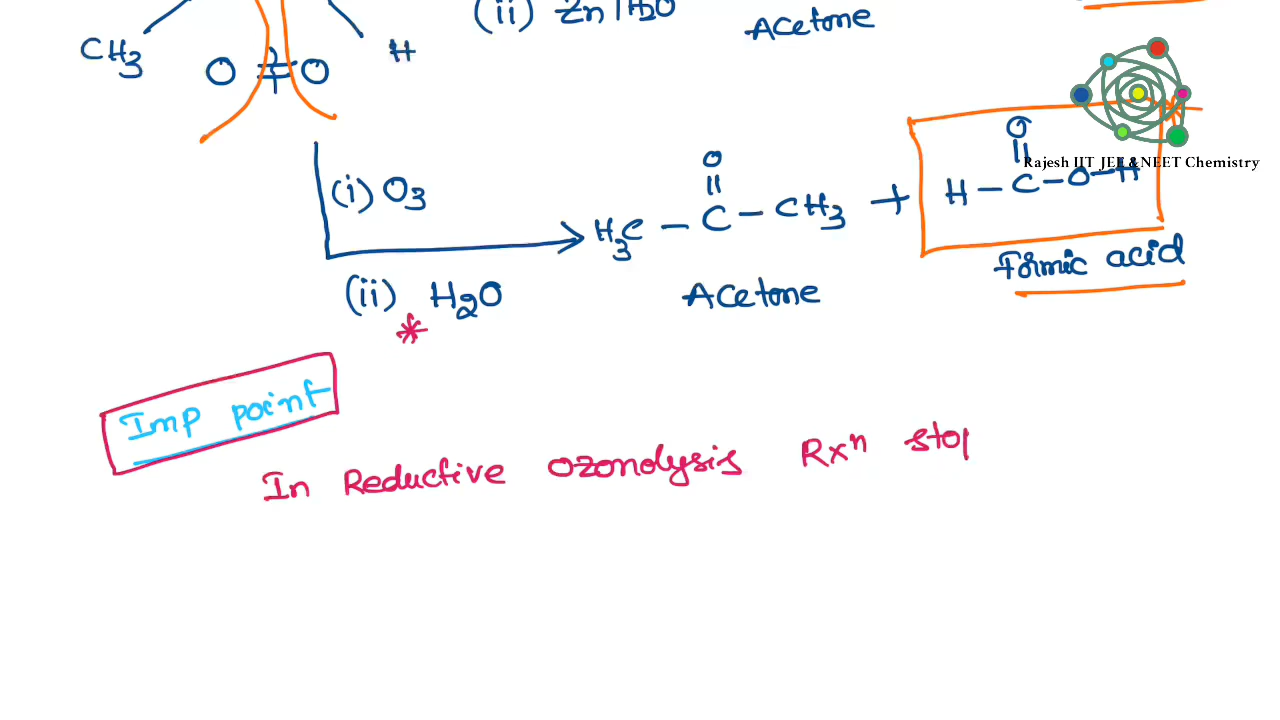 (ii) Zn/H2O
Acetone
CH3
O
O
H
(i) O3
O
O
Rajesh IIT JEE & NEET Chemistry
H3C – C – CH3 + H – C – O – H
Formic acid
(ii) H2O
*
Acetone
Imp point
In Reductive Ozonolysis Rxn stop